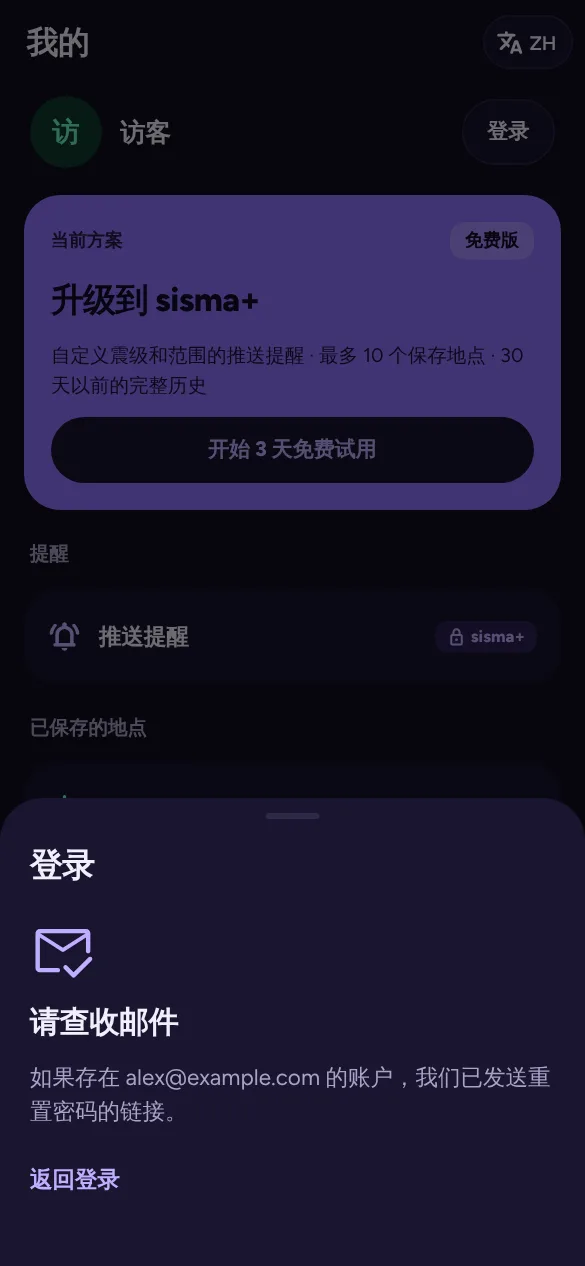 我的
ZH
访
访客
登录
当前方案
免费版
升级到 sisma+
自定义震级和范围的推送提醒 · 最多 10 个保存地点 · 30
天以前的完整历史
开始 3 天免费试用
提醒
推送提醒
sisma+
已保存的地点
登录
请查收邮件
如果存在 alex@example.com 的账户，我们已发送重
置密码的链接。
返回登录